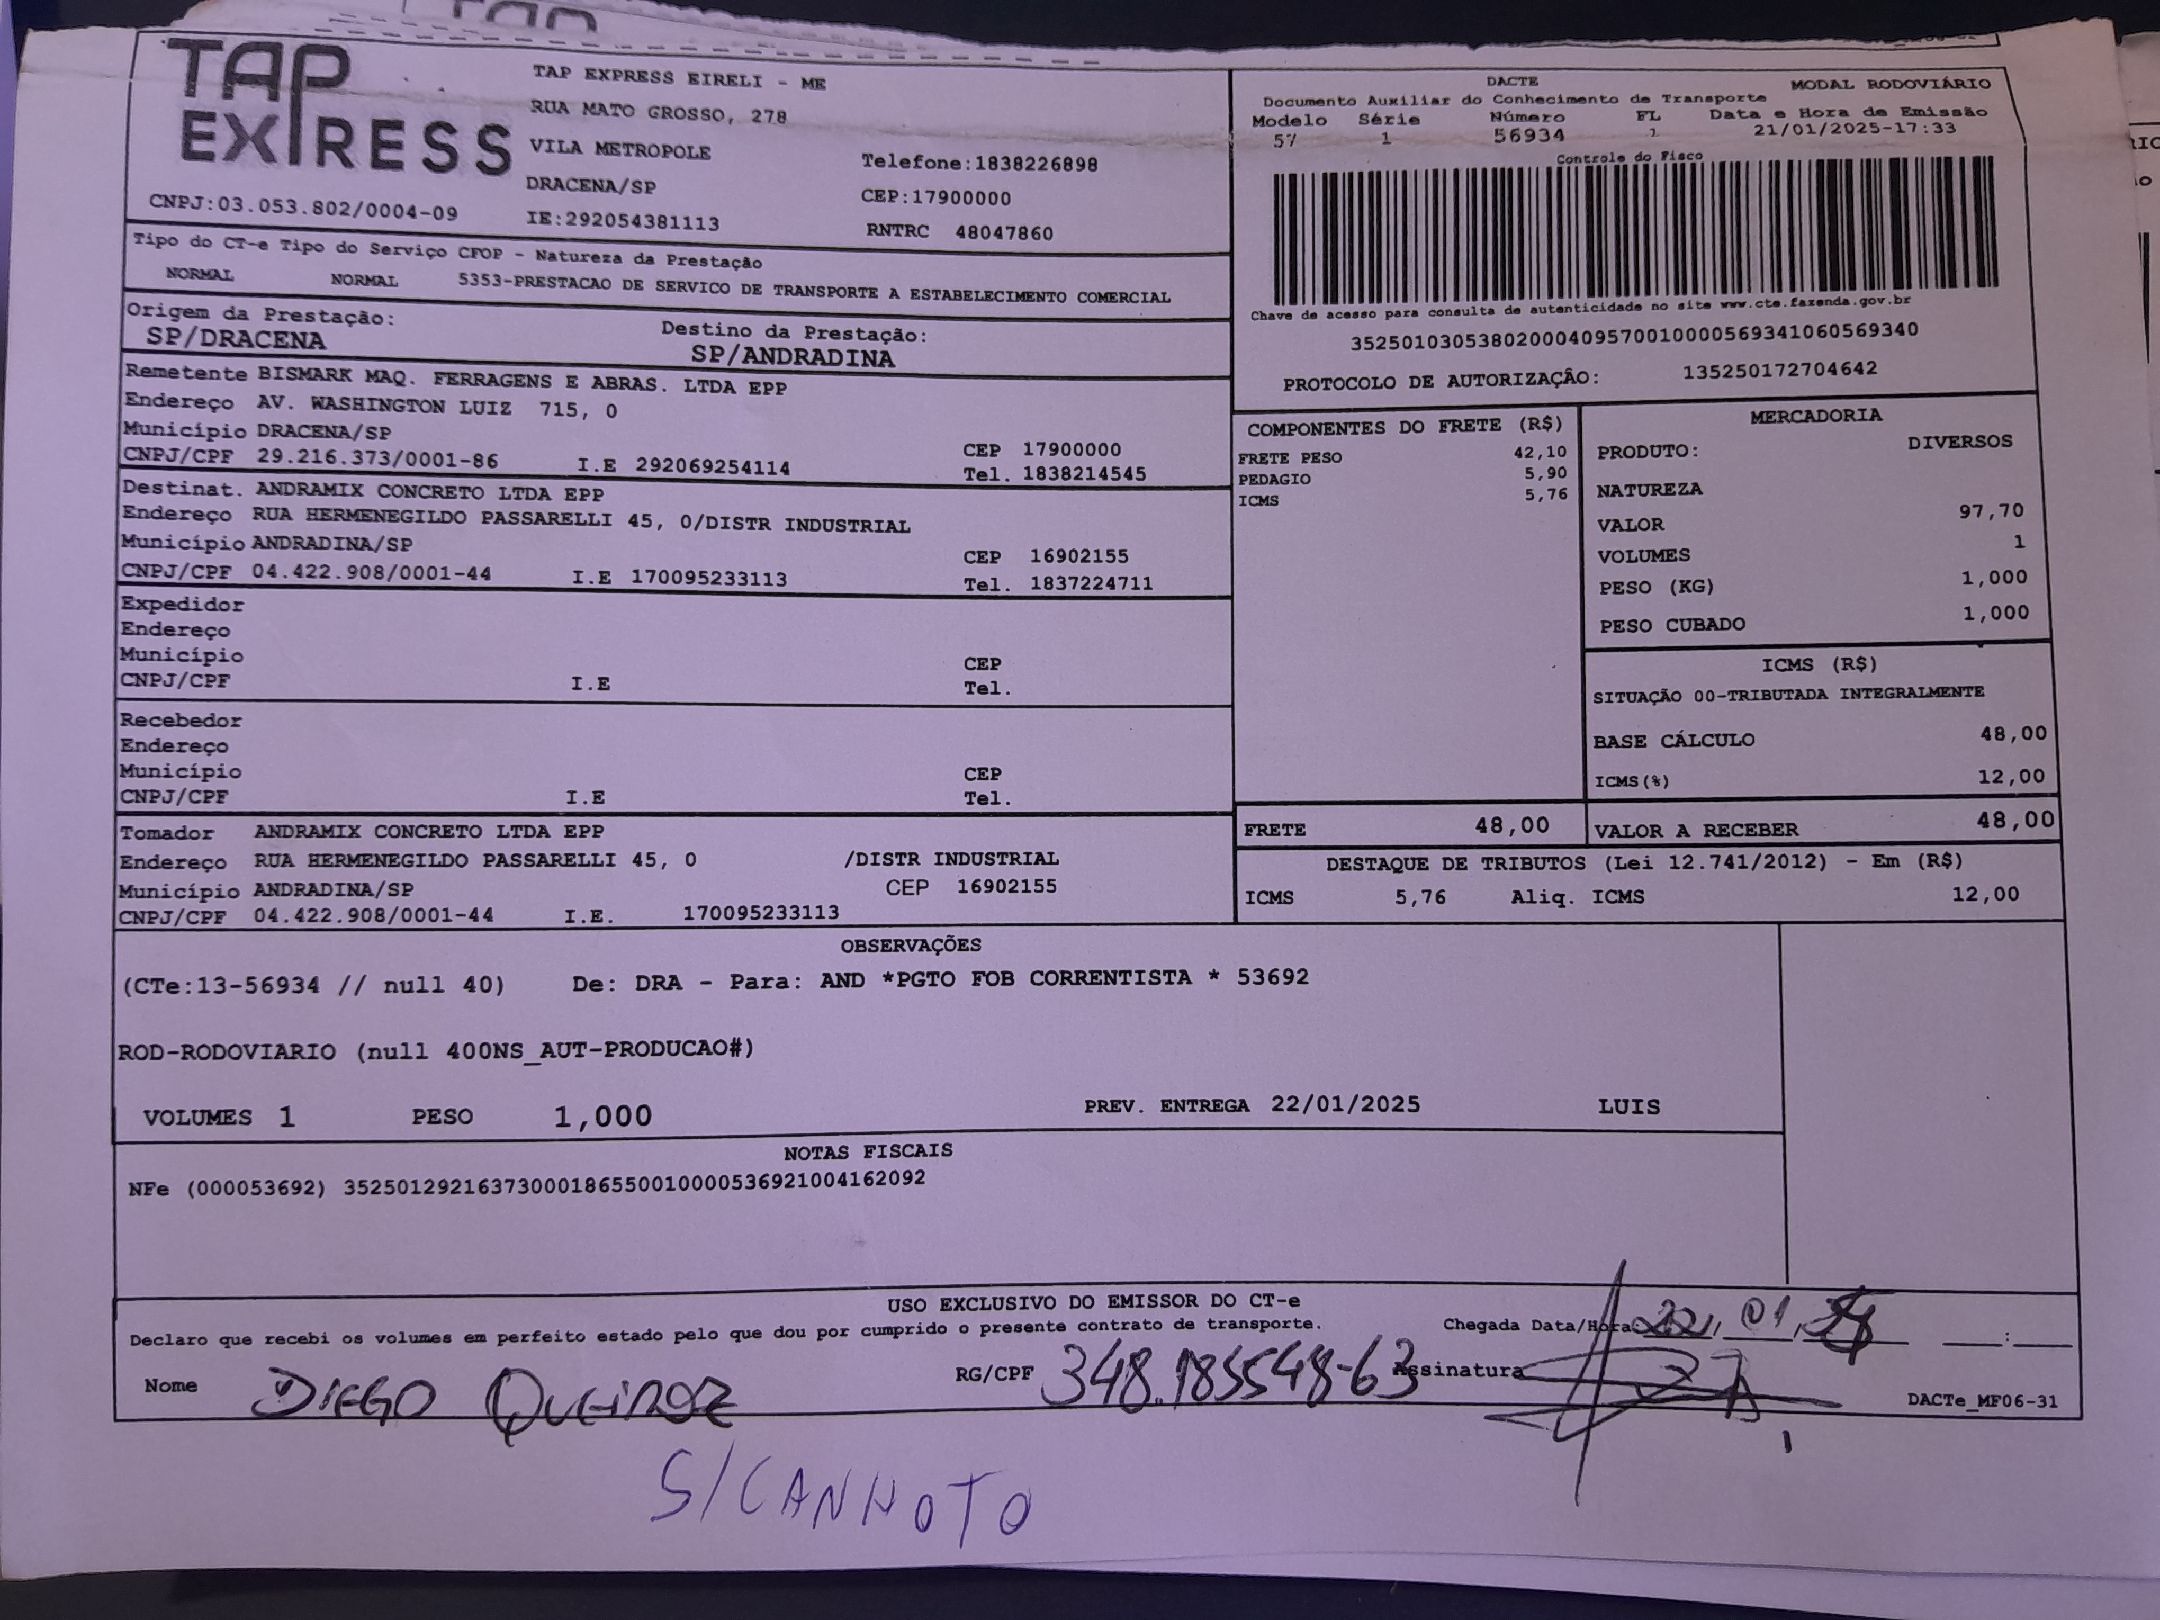 TAP EXPRESS
TAP EXPRESS EIRELI - ME
RUA MATO GROSSO, 278
VILA METROPOLE
Telefone:1838226898
DRACENA/SP
CEP:17900000
CNPJ:03.053.802/0004-09
IE:292054381113
RNTRC 48047860
DACTE
MODAL RODOVIÁRIO
Documento Auxiliar do Conhecimento de Transporte
Modelo Série Número FL Data e Hora de Emissão
57 1 56934 1 21/01/2025-17:33
Controle do Fisco
Chave de acesso para consulta de autenticidade no site www.cte.fazenda.gov.br
35250103053802000409570010000569341060569340
PROTOCOLO DE AUTORIZAÇÂO: 135250172704642
Tipo do CT-e Tipo do Serviço CFOP - Natureza da Prestação
NORMAL NORMAL 5353-PRESTACAO DE SERVICO DE TRANSPORTE A ESTABELECIMENTO COMERCIAL
Origem da Prestação: Destino da Prestação:
SP/DRACENA SP/ANDRADINA
Remetente BISMARK MAQ. FERRAGENS E ABRAS. LTDA EPP
Endereço AV. WASHINGTON LUIZ 715, 0
Município DRACENA/SP CEP 17900000
CNPJ/CPF 29.216.373/0001-86 I.E 292069254114 Tel. 1838214545
Destinat. ANDRAMIX CONCRETO LTDA EPP
Endereço RUA HERMENEGILDO PASSARELLI 45, 0/DISTR INDUSTRIAL
Município ANDRADINA/SP CEP 16902155
CNPJ/CPF 04.422.908/0001-44 I.E 170095233113 Tel. 1837224711
Expedidor
Endereço
Município CEP
CNPJ/CPF I.E Tel.
Recebedor
Endereço
Município CEP
CNPJ/CPF I.E Tel.
Tomador ANDRAMIX CONCRETO LTDA EPP
Endereço RUA HERMENEGILDO PASSARELLI 45, 0 /DISTR INDUSTRIAL
Município ANDRADINA/SP CEP 16902155
CNPJ/CPF 04.422.908/0001-44 I.E. 170095233113
COMPONENTES DO FRETE (R$)
FRETE PESO 42,10
PEDAGIO 5,90
ICMS 5,76
MERCADORIA
PRODUTO: DIVERSOS
NATUREZA
VALOR 97,70
VOLUMES 1
PESO (KG) 1,000
PESO CUBADO 1,000
ICMS (R$)
SITUAÇÃO 00-TRIBUTADA INTEGRALMENTE
BASE CÁLCULO 48,00
ICMS(%) 12,00
FRETE 48,00 VALOR A RECEBER 48,00
DESTAQUE DE TRIBUTOS (Lei 12.741/2012) - Em (R$)
ICMS 5,76 Aliq. ICMS 12,00
OBSERVAÇÕES
(CTe:13-56934 // null 40) De: DRA - Para: AND *PGTO FOB CORRENTISTA * 53692
ROD-RODOVIARIO (null 400NS_AUT-PRODUCAO#)
VOLUMES 1 PESO 1,000 PREV. ENTREGA 22/01/2025 LUIS
NOTAS FISCAIS
NFe (000053692) 35250129216373000186550010000536921004162092
USO EXCLUSIVO DO EMISSOR DO CT-e
Declaro que recebi os volumes em perfeito estado pelo que dou por cumprido o presente contrato de transporte. Chegada Data/Hora 22, 01, :
Nome DIEGO QUEIROZ RG/CPF 348.185548-63 Assinatura
DACTe_MF06-31
S/CANHOTO